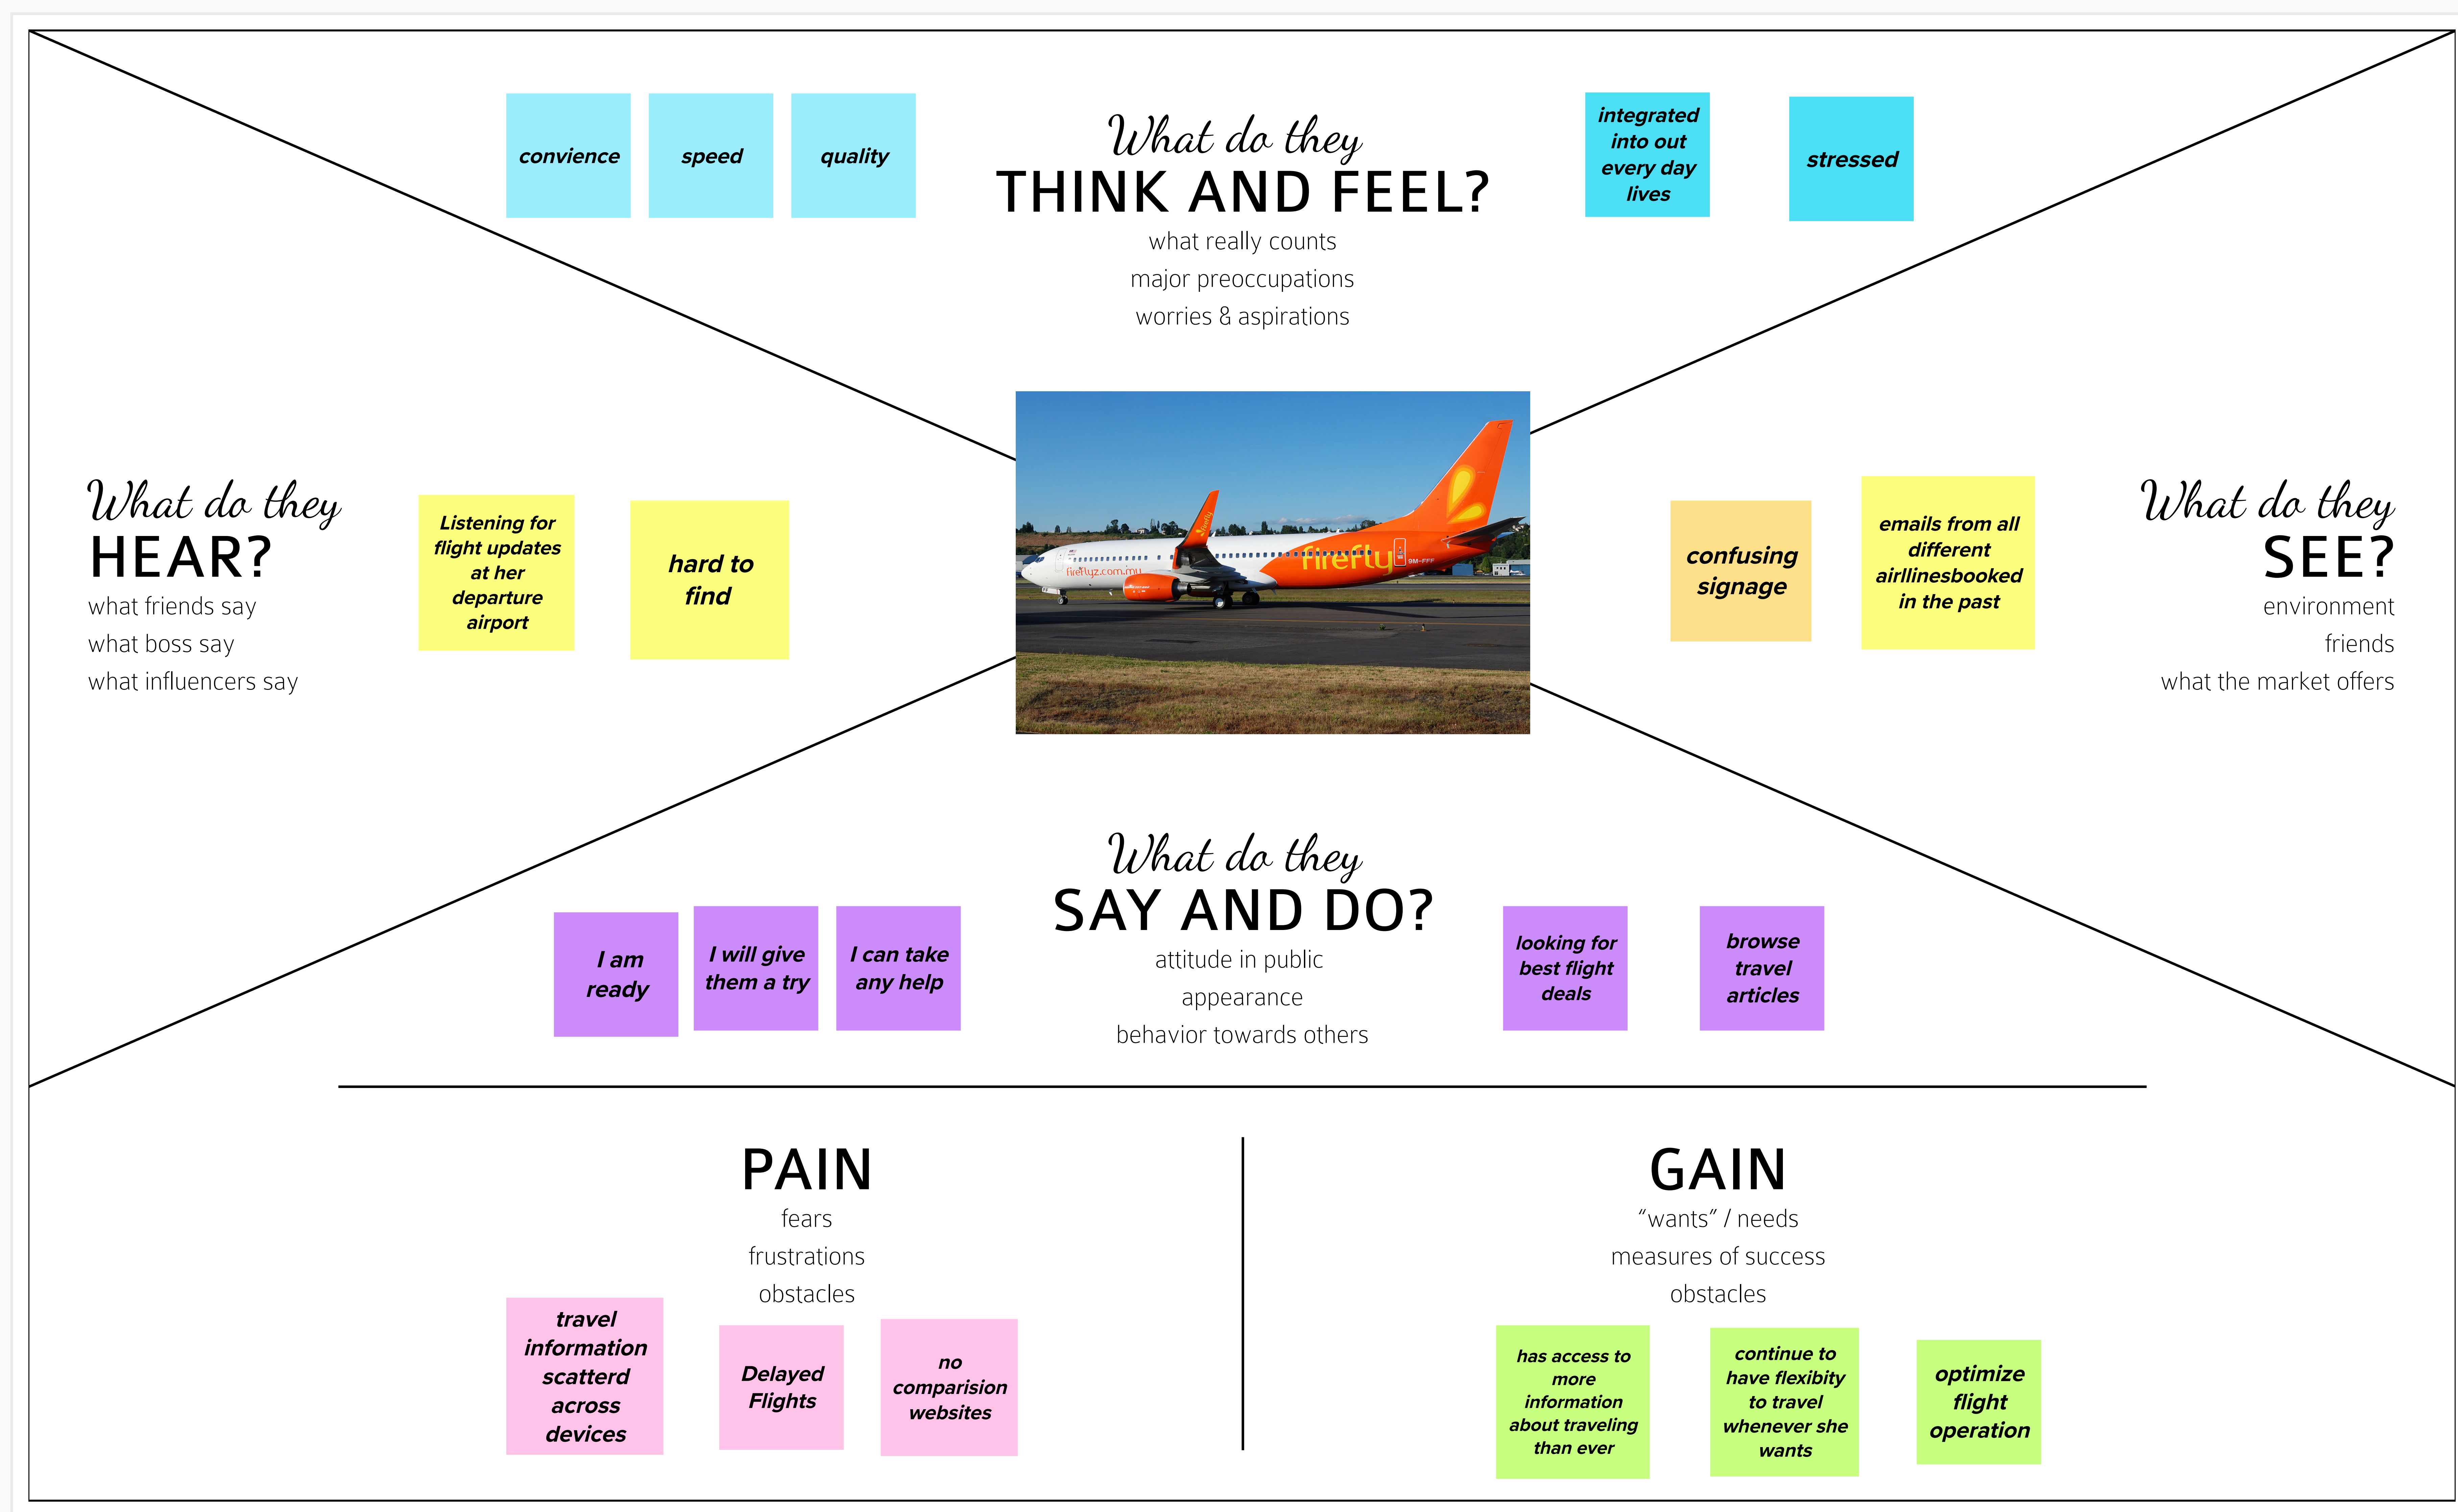 What do they
THINK AND FEEL?
what really counts
major preoccupations
worries & aspirations
convience
speed
quality
integrated
into out
every day
lives
stressed
What do they
HEAR?
what friends say
what boss say
what influencers say
Listening for
flight updates
at her
departure
airport
hard to
find
firefly
fireflyz.com.my
firefly
9M-FFF
confusing
signage
emails from all
different
airllinesbooked
in the past
What do they
SEE?
environment
friends
what the market offers
What do they
SAY AND DO?
attitude in public
appearance
behavior towards others
I am
ready
I will give
them a try
I can take
any help
looking for
best flight
deals
browse
travel
articles
PAIN
fears
frustrations
obstacles
travel
information
scatterd
across
devices
Delayed
Flights
no
comparision
websites
GAIN
“wants” / needs
measures of success
obstacles
has access to
more
information
about traveling
than ever
continue to
have flexibity
to travel
whenever she
wants
optimize
flight
operation